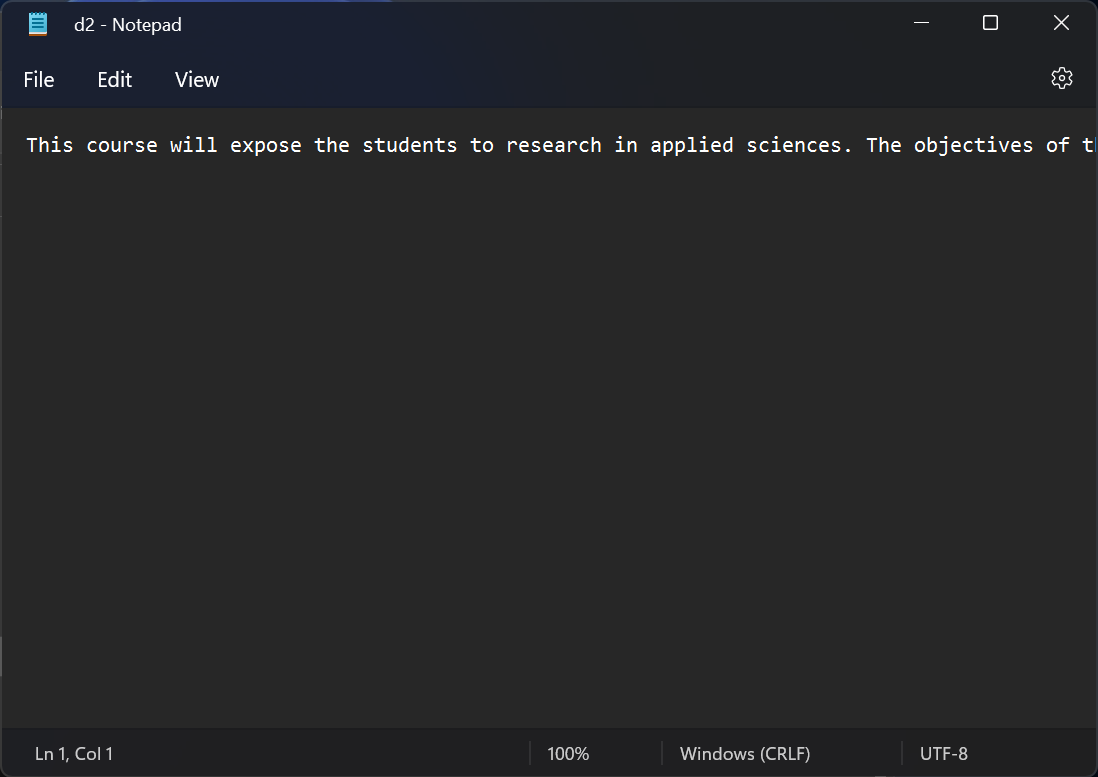 d2 - Notepad
File Edit View
This course will expose the students to research in applied sciences. The objectives of
Ln 1, Col 1 100% Windows (CRLF) UTF-8